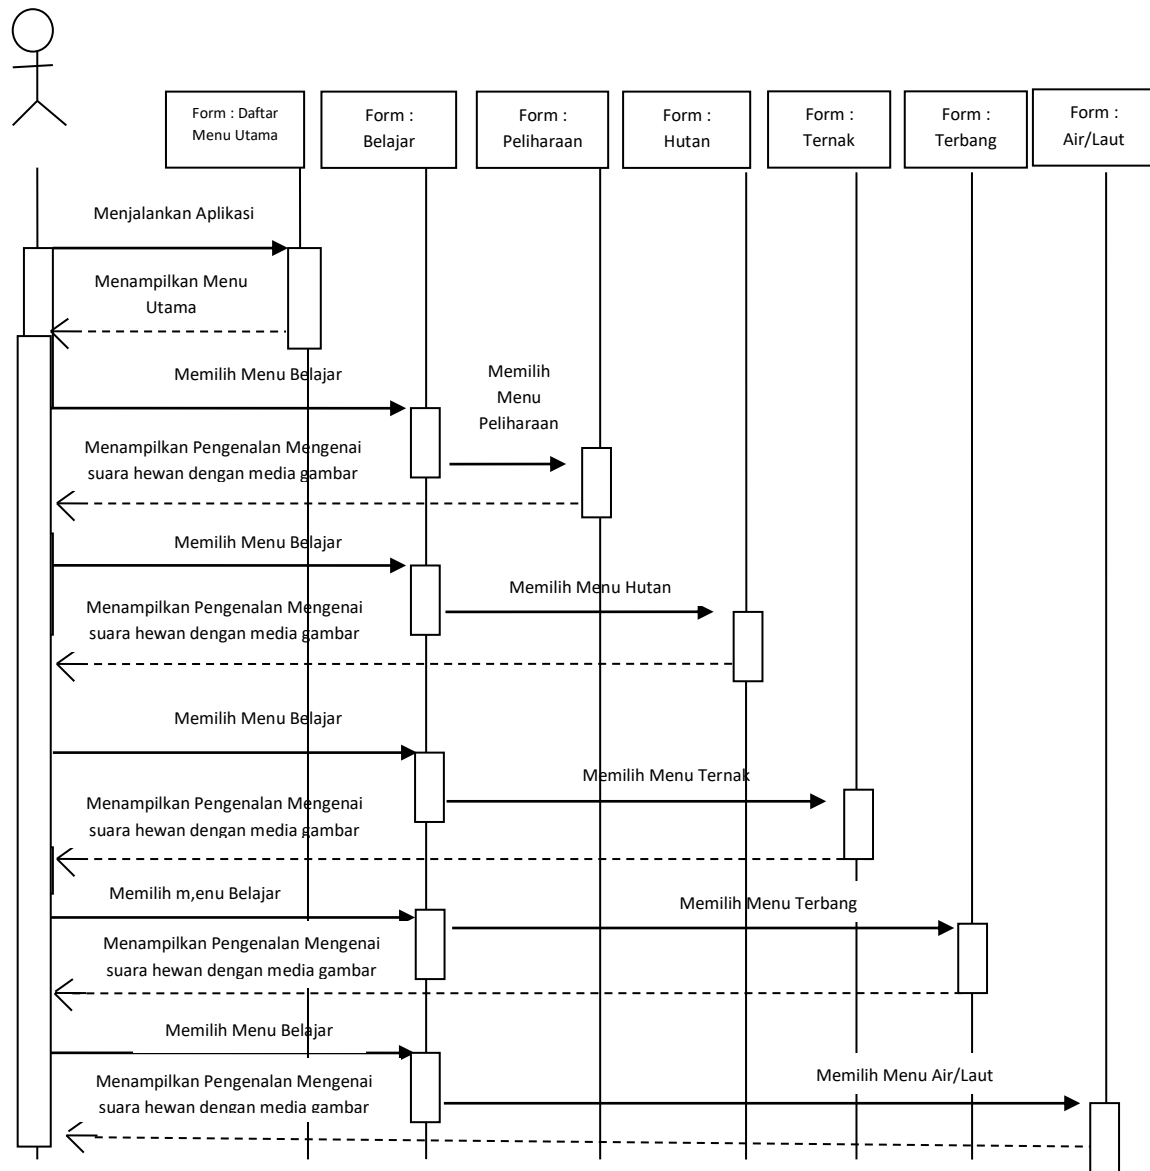 Form : Daftar
Menu Utama
Form :
Belajar
Form :
Peliharaan
Form :
Hutan
Form :
Ternak
Form :
Terbang
Form :
Air/Laut
Menjalankan Aplikasi
Menampilkan Menu
Utama
Memilih Menu Belajar
Memilih
Menu
Peliharaan
Menampilkan Pengenalan Mengenai
suara hewan dengan media gambar
Memilih Menu Belajar
Memilih Menu Hutan
Menampilkan Pengenalan Mengenai
suara hewan dengan media gambar
Memilih Menu Belajar
Memilih Menu Ternak
Menampilkan Pengenalan Mengenai
suara hewan dengan media gambar
Memilih m,enu Belajar
Memilih Menu Terbang
Menampilkan Pengenalan Mengenai
suara hewan dengan media gambar
Memilih Menu Belajar
Memilih Menu Air/Laut
Menampilkan Pengenalan Mengenai
suara hewan dengan media gambar